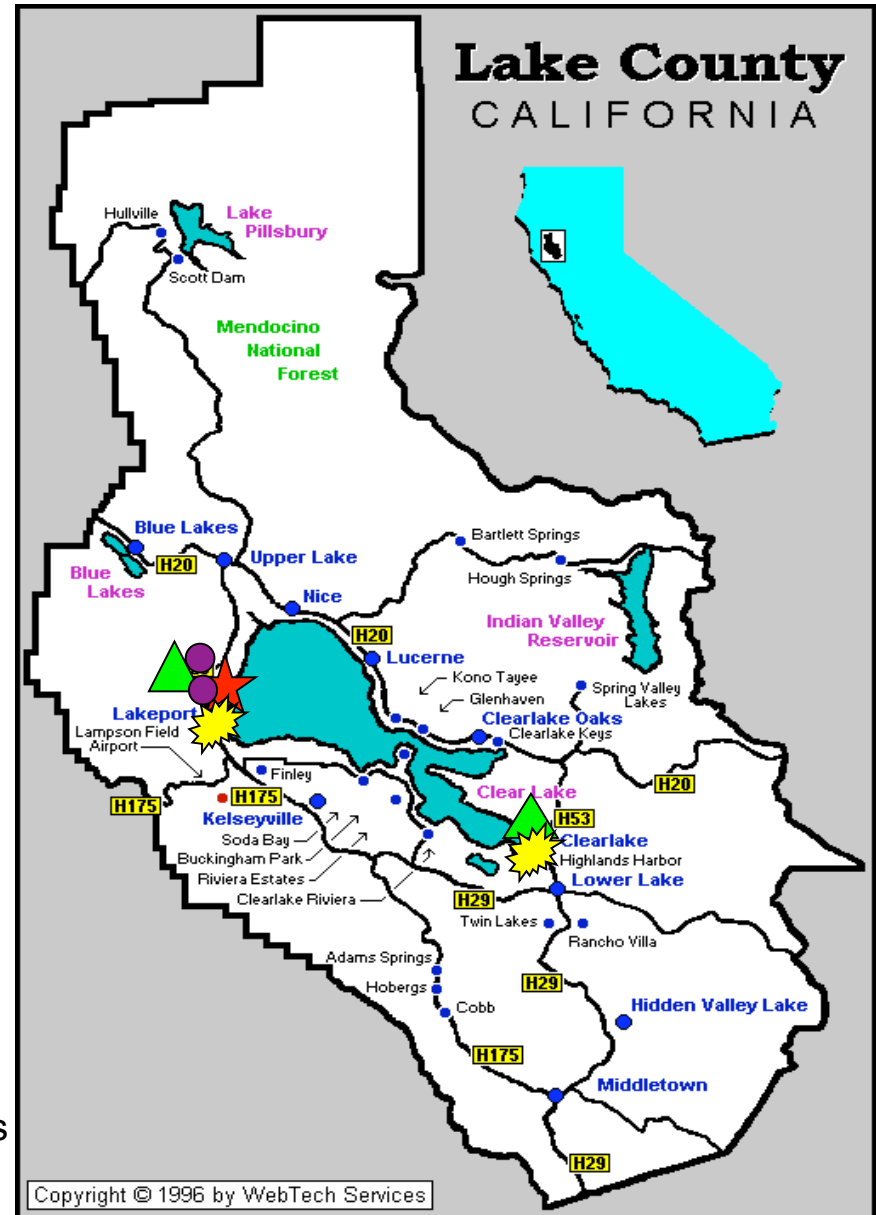 Lake County
CALIFORNIA
Hullville
Lake
Pillsbury
Scott Dam
Mendocino
National
Forest
Blue Lakes
H20
Upper Lake
Blue
Lakes
Nice
Bartlett Springs
Hough Springs
Indian Valley
Reservoir
H20
Lucerne
Kono Tayee
Glenhaven
Spring Valley
Lakes
Clearlake Oaks
Clearlake Keys
Lakeport
Lampson Field
Airport
Finley
H175
H175
Kelseyville
Soda Bay
Buckingham Park
Riviera Estates
Clearlake Riviera
Clear Lake
H20
H53
Clearlake
Highlands Harbor
Lower Lake
H29
Twin Lakes
Rancho Villa
Adams Springs
Hobergs
Cobb
H29
Hidden Valley Lake
H175
Middletown
H29
s
Copyright © 1996 by WebTech Services